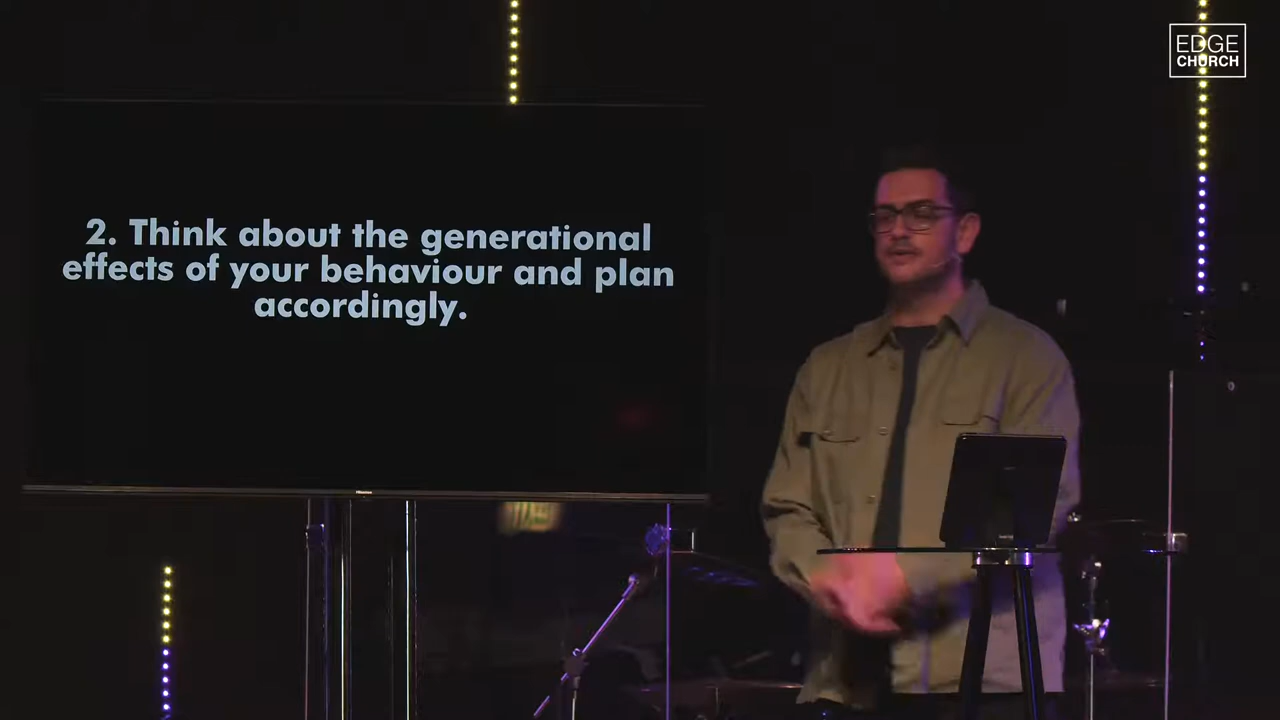 EDGE
CHURCH
2. Think about the generational
effects of your behaviour and plan
accordingly.